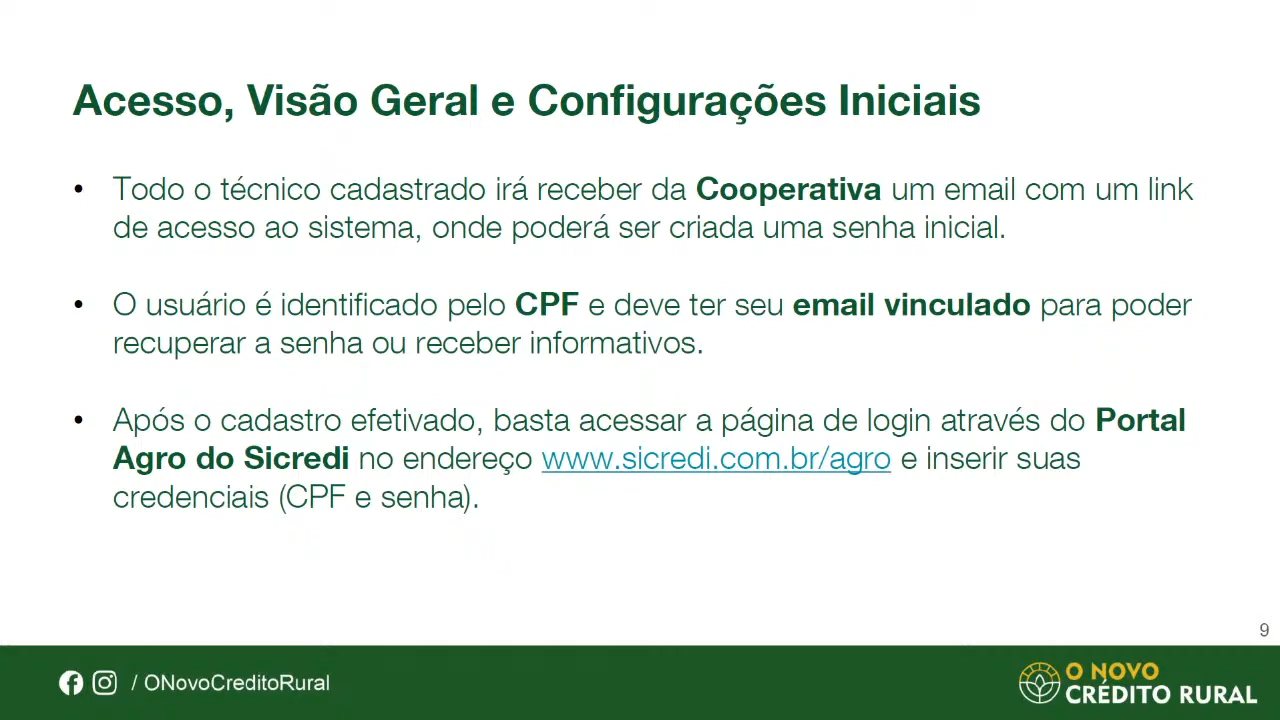 Acesso, Visão Geral e Configurações Iniciais
• Todo o técnico cadastrado irá receber da Cooperativa um email com um link
de acesso ao sistema, onde poderá ser criada uma senha inicial.
• O usuário é identificado pelo CPF e deve ter seu email vinculado para poder
recuperar a senha ou receber informativos.
• Após o cadastro efetivado, basta acessar a página de login através do Portal
Agro do Sicredi no endereço www.sicredi.com.br/agro e inserir suas
credenciais (CPF e senha).
9
/ ONovoCreditoRural
O NOVO
CRÉDITO RURAL